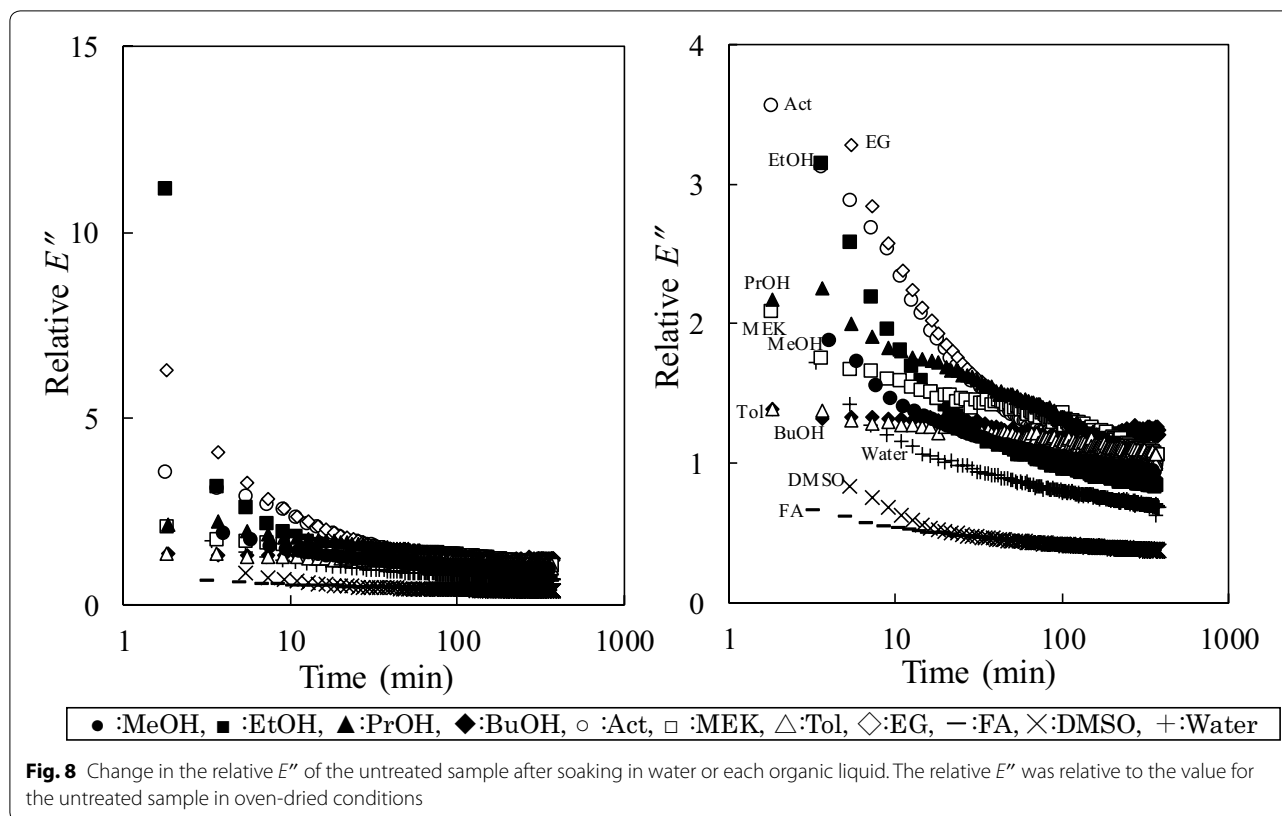 15
10
5
0
Relative E″
1 10 100 1000
Time (min)
4
3
2
1
0
Relative E″
Act
EG
EtOH
PrOH
MEK
MeOH
Tol
BuOH
Water
DMSO
FA
1 10 100 1000
Time (min)
● :MeOH, ■ :EtOH, ▲ :PrOH, ◆ :BuOH, ○ :Act, □ :MEK, △ :Tol, ◇ :EG, − :FA, × :DMSO, + :Water
Fig. 8 Change in the relative E″ of the untreated sample after soaking in water or each organic liquid. The relative E″ was relative to the value for
the untreated sample in oven-dried conditions